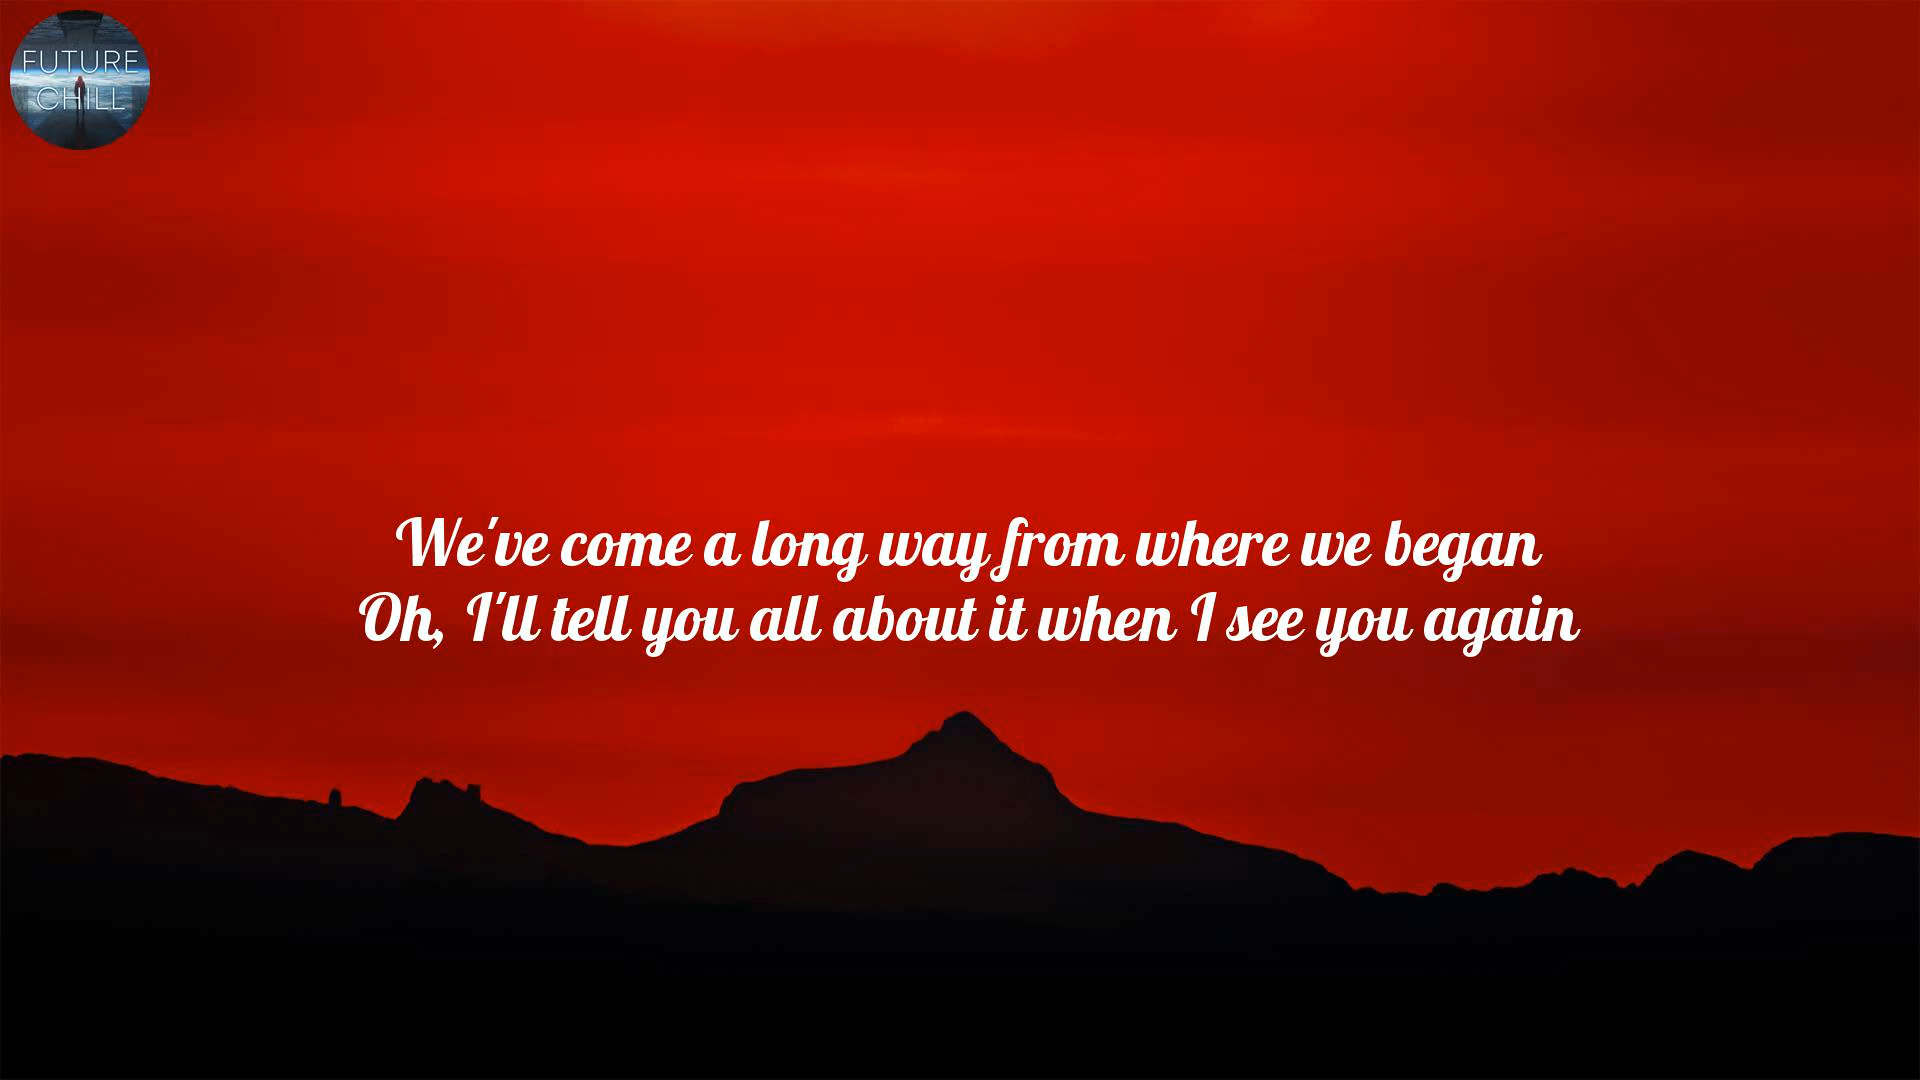 FUTURE
CHILL
We've come a long way from where we began
Oh, I'll tell you all about it when I see you again